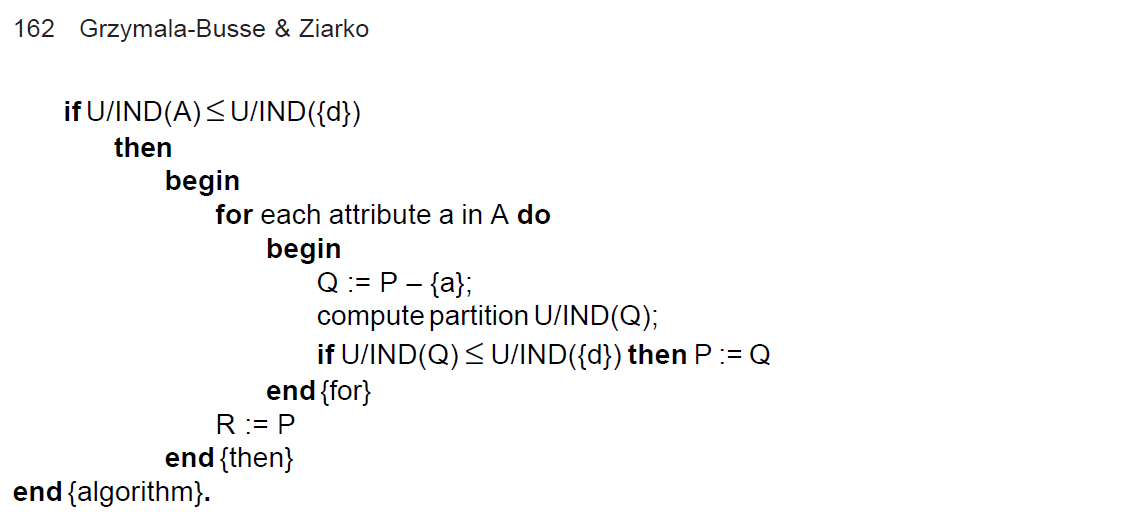 162 Grzymala-Busse & Ziarko
if U/IND(A) ≤ U/IND({d})
then
begin
for each attribute a in A do
begin
Q := P – {a};
compute partition U/IND(Q);
if U/IND(Q) ≤ U/IND({d}) then P := Q
end {for}
R := P
end {then}
end {algorithm}.